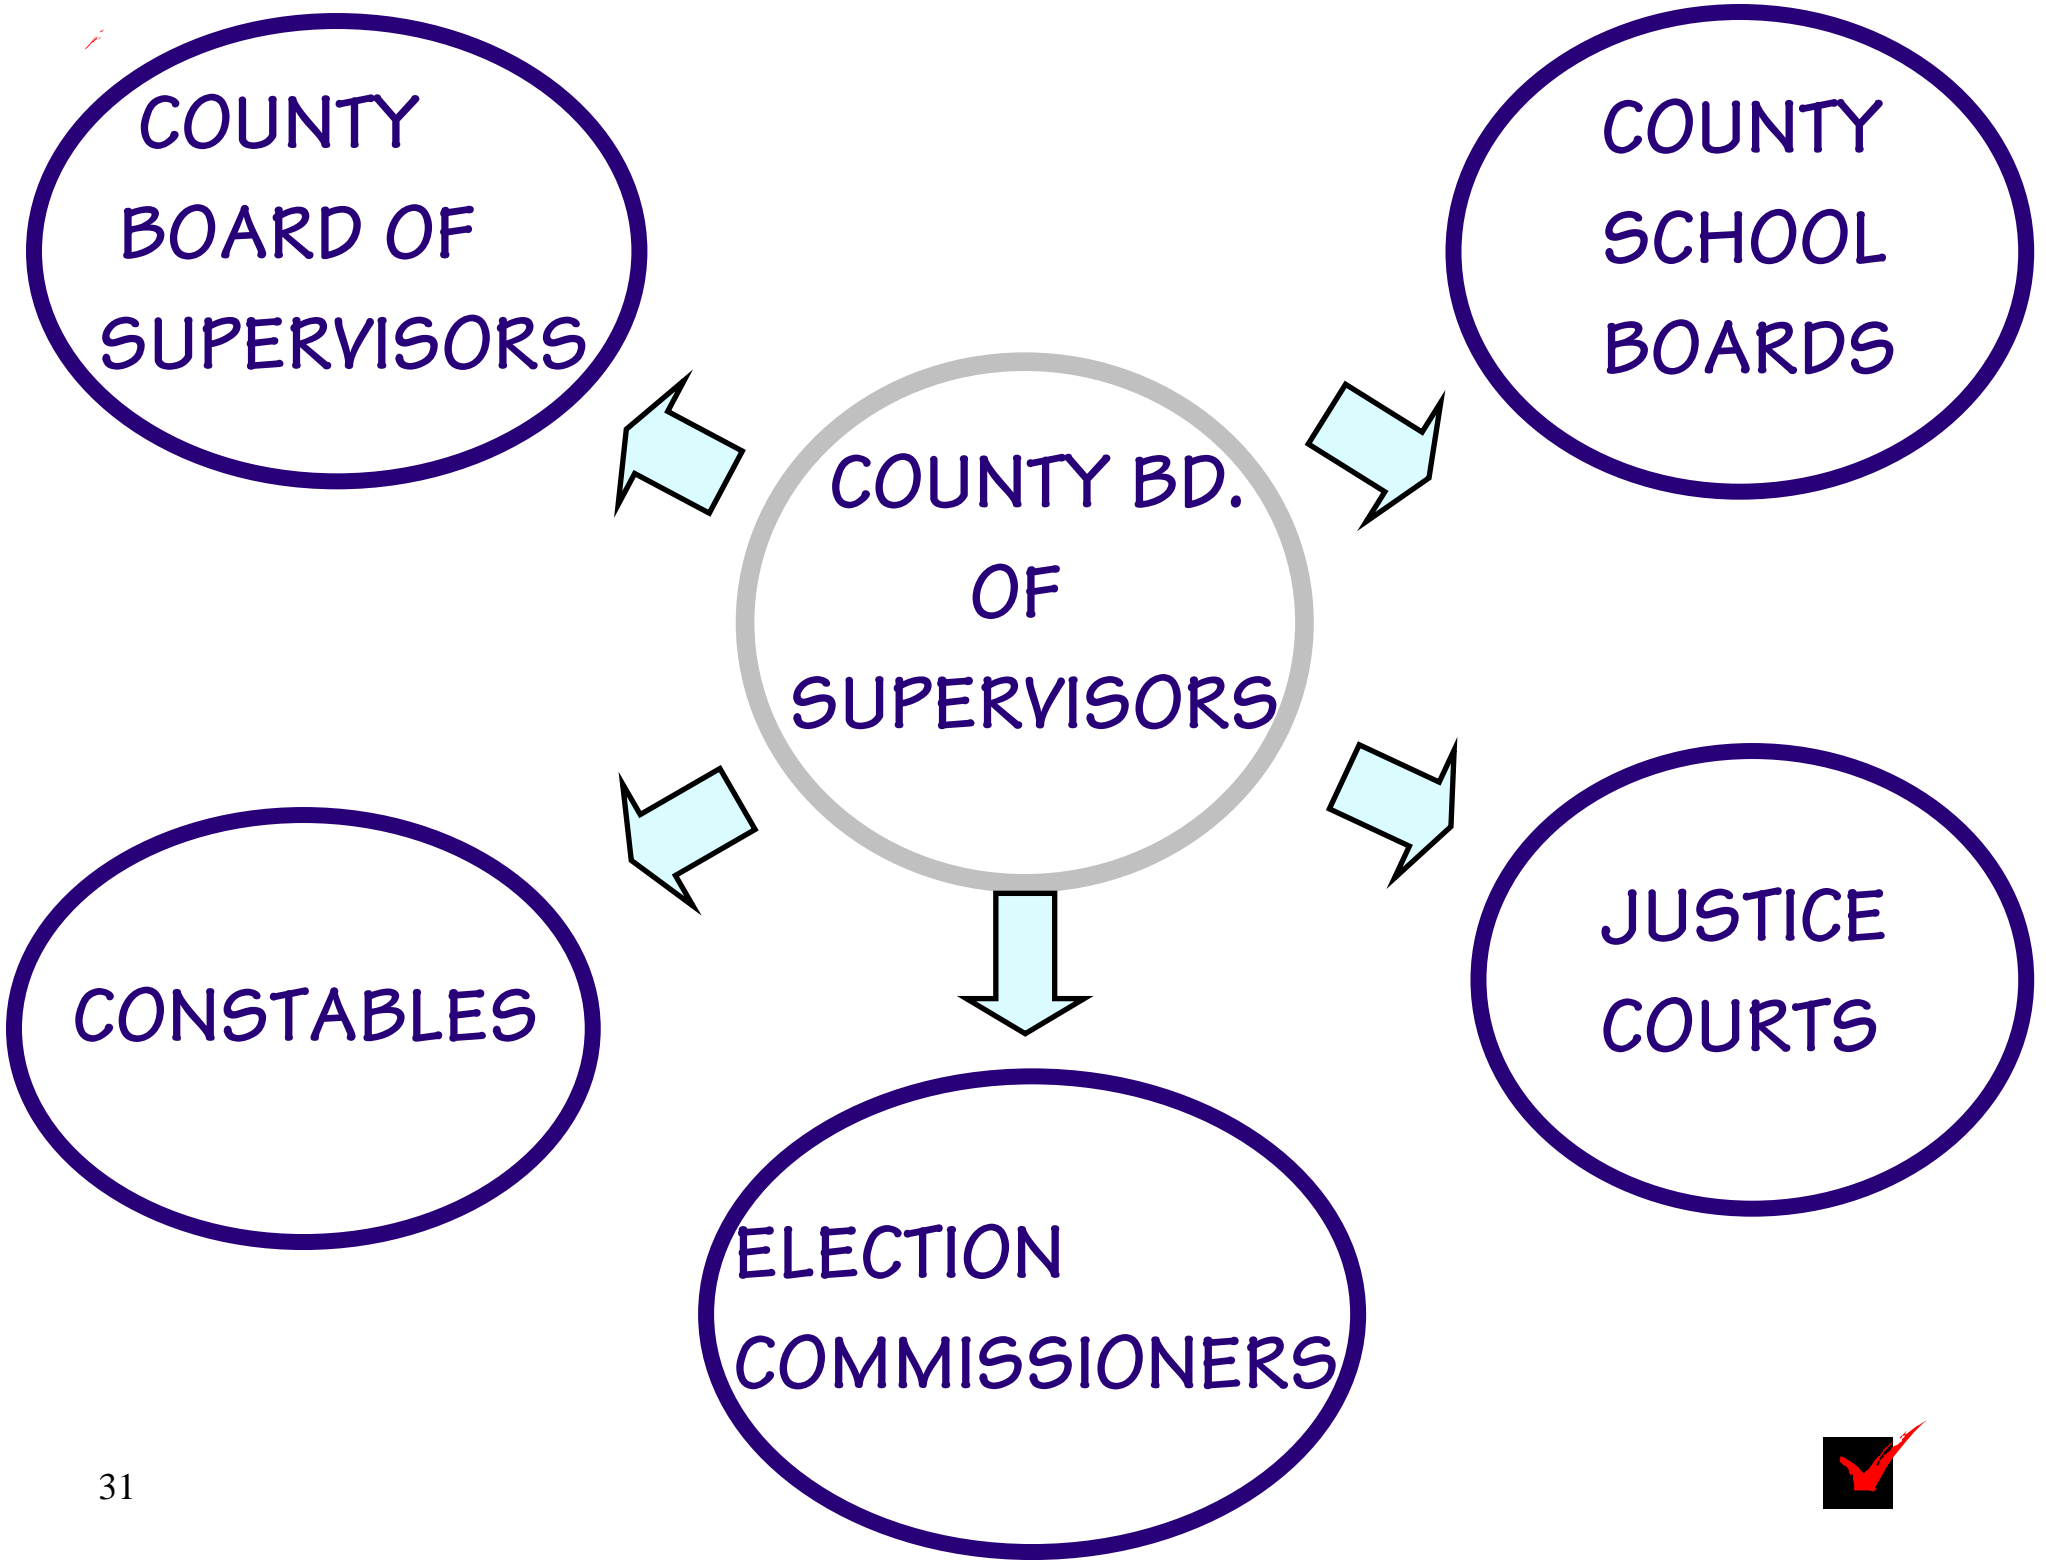 COUNTY
BOARD OF
SUPERVISORS
COUNTY
SCHOOL
BOARDS
COUNTY BD.
OF
SUPERVISORS
CONSTABLES
JUSTICE
COURTS
ELECTION
COMMISSIONERS
31